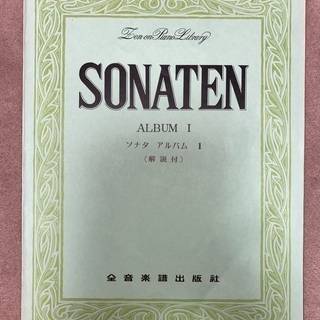 Zen-on Piano Library
SONATEN
ALBUM I
ソナタ アルバム 1
(解説付)
全音楽譜出版社